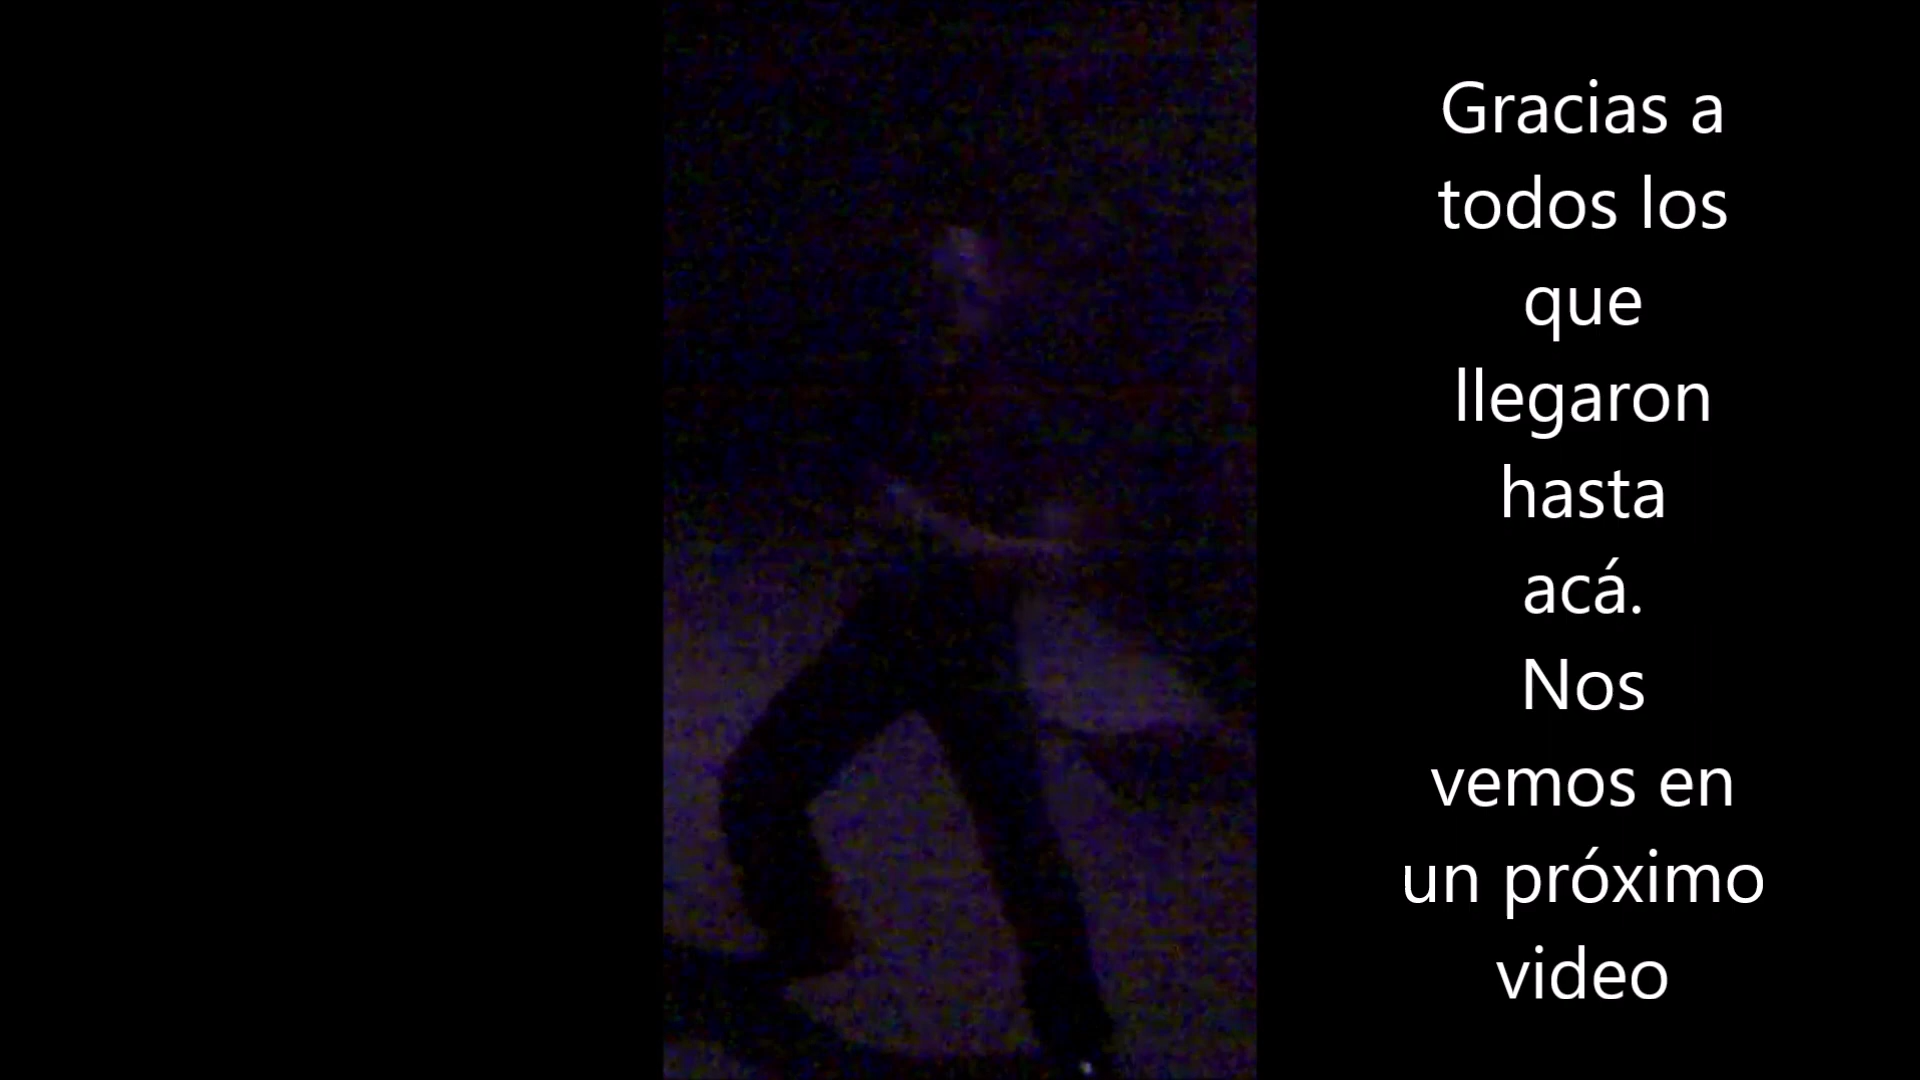 Gracias a
todos los
que
llegaron
hasta
acá.
Nos
vemos en
un próximo
video